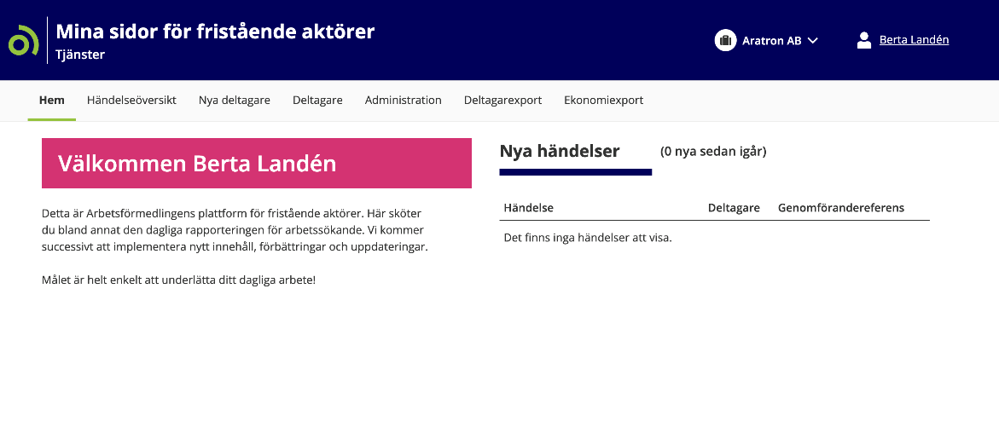 Mina sidor för fristående aktörer
Tjänster
Aratron AB
Berta Landén
Hem
Händelseöversikt
Nya deltagare
Deltagare
Administration
Deltagarexport
Ekonomiexport
Välkommen Berta Landén
Detta är Arbetsförmedlingens plattform för fristående aktörer. Här sköter
du bland annat den dagliga rapporteringen för arbetssökande. Vi kommer
successivt att implementera nytt innehåll, förbättringar och uppdateringar.
Målet är helt enkelt att underlätta ditt dagliga arbete!
Nya händelser
(0 nya sedan igår)
Händelse
Deltagare
Genomförandereferens
Det finns inga händelser att visa.